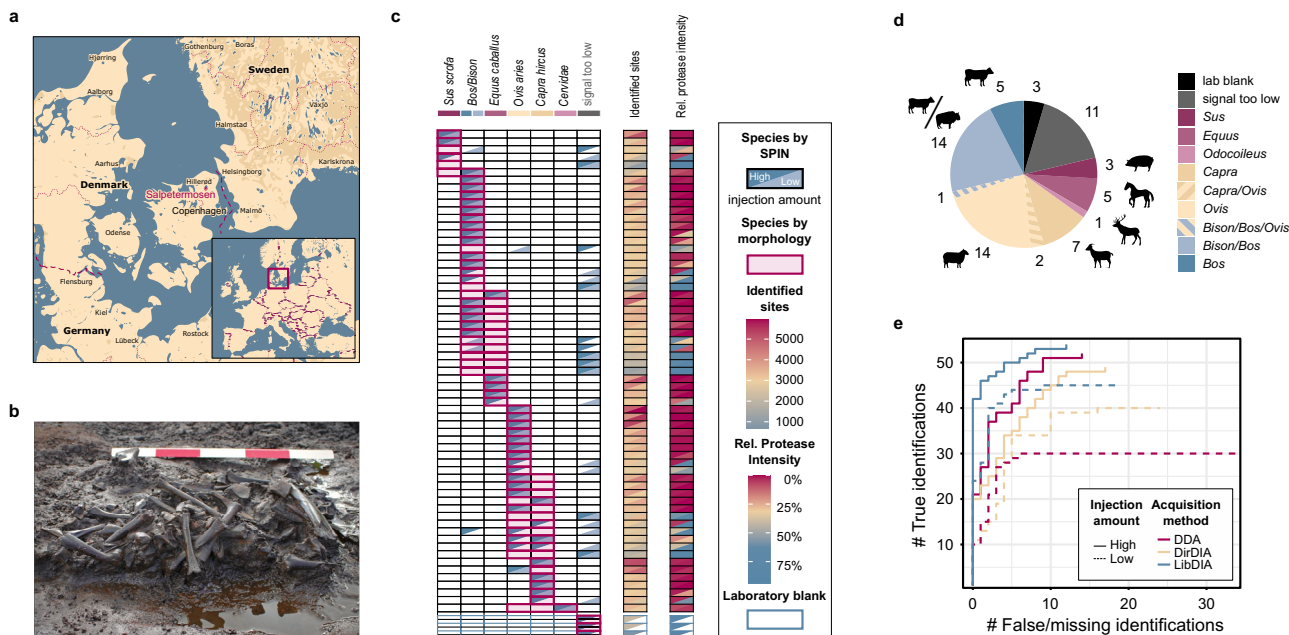 a
Gothenburg
Boras
Hjørring
Sweden
Aalborg
Växjö
Halmstad
Karlskrona
Aarhus
Helsingborg
Hillerød
Denmark
Salpetermosen
Copenhagen
Malmö
Odense
Flensburg
Kiel
Germany
Rostock
Lübeck
b
c
Sus scrofa
Bos/Bison
Equus caballus
Ovis aries
Capra hircus
Cervidae
signal too low
Identified sites
Rel. protease intensity
Species by
SPIN
High
Low
injection amount
Species by
morphology
Identified
sites
5000
4000
3000
2000
1000
Rel. Protease
Intensity
0%
25%
50%
75%
Laboratory blank
d
5
3
11
14
3
5
1
1
7
14
2
lab blank
signal too low
Sus
Equus
Odocoileus
Capra
Capra/Ovis
Ovis
Bison/Bos/Ovis
Bison/Bos
Bos
e
# True identifications
50
40
30
20
10
0
10
20
30
# False/missing identifications
Injection
amount
High
Low
Acquisition
method
DDA
DirDIA
LibDIA